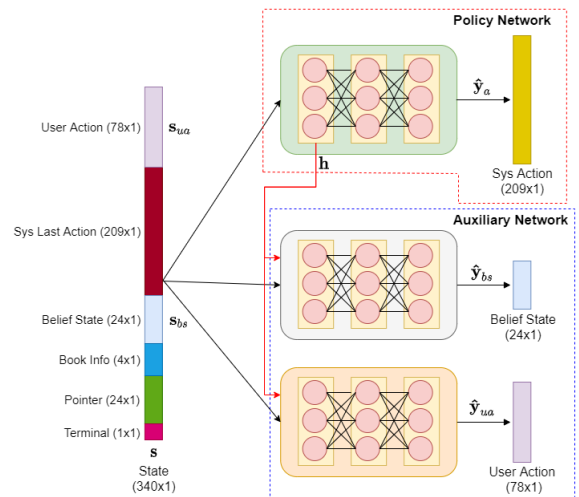 Policy Network
User Action (78x1)
s_ua
ŷ_a
Sys Action
(209x1)
h
Sys Last Action (209x1)
Auxiliary Network
Belief State (24x1)
s_bs
ŷ_bs
Belief State
(24x1)
Book Info (4x1)
Pointer (24x1)
Terminal (1x1)
s
State
(340x1)
ŷ_ua
User Action
(78x1)